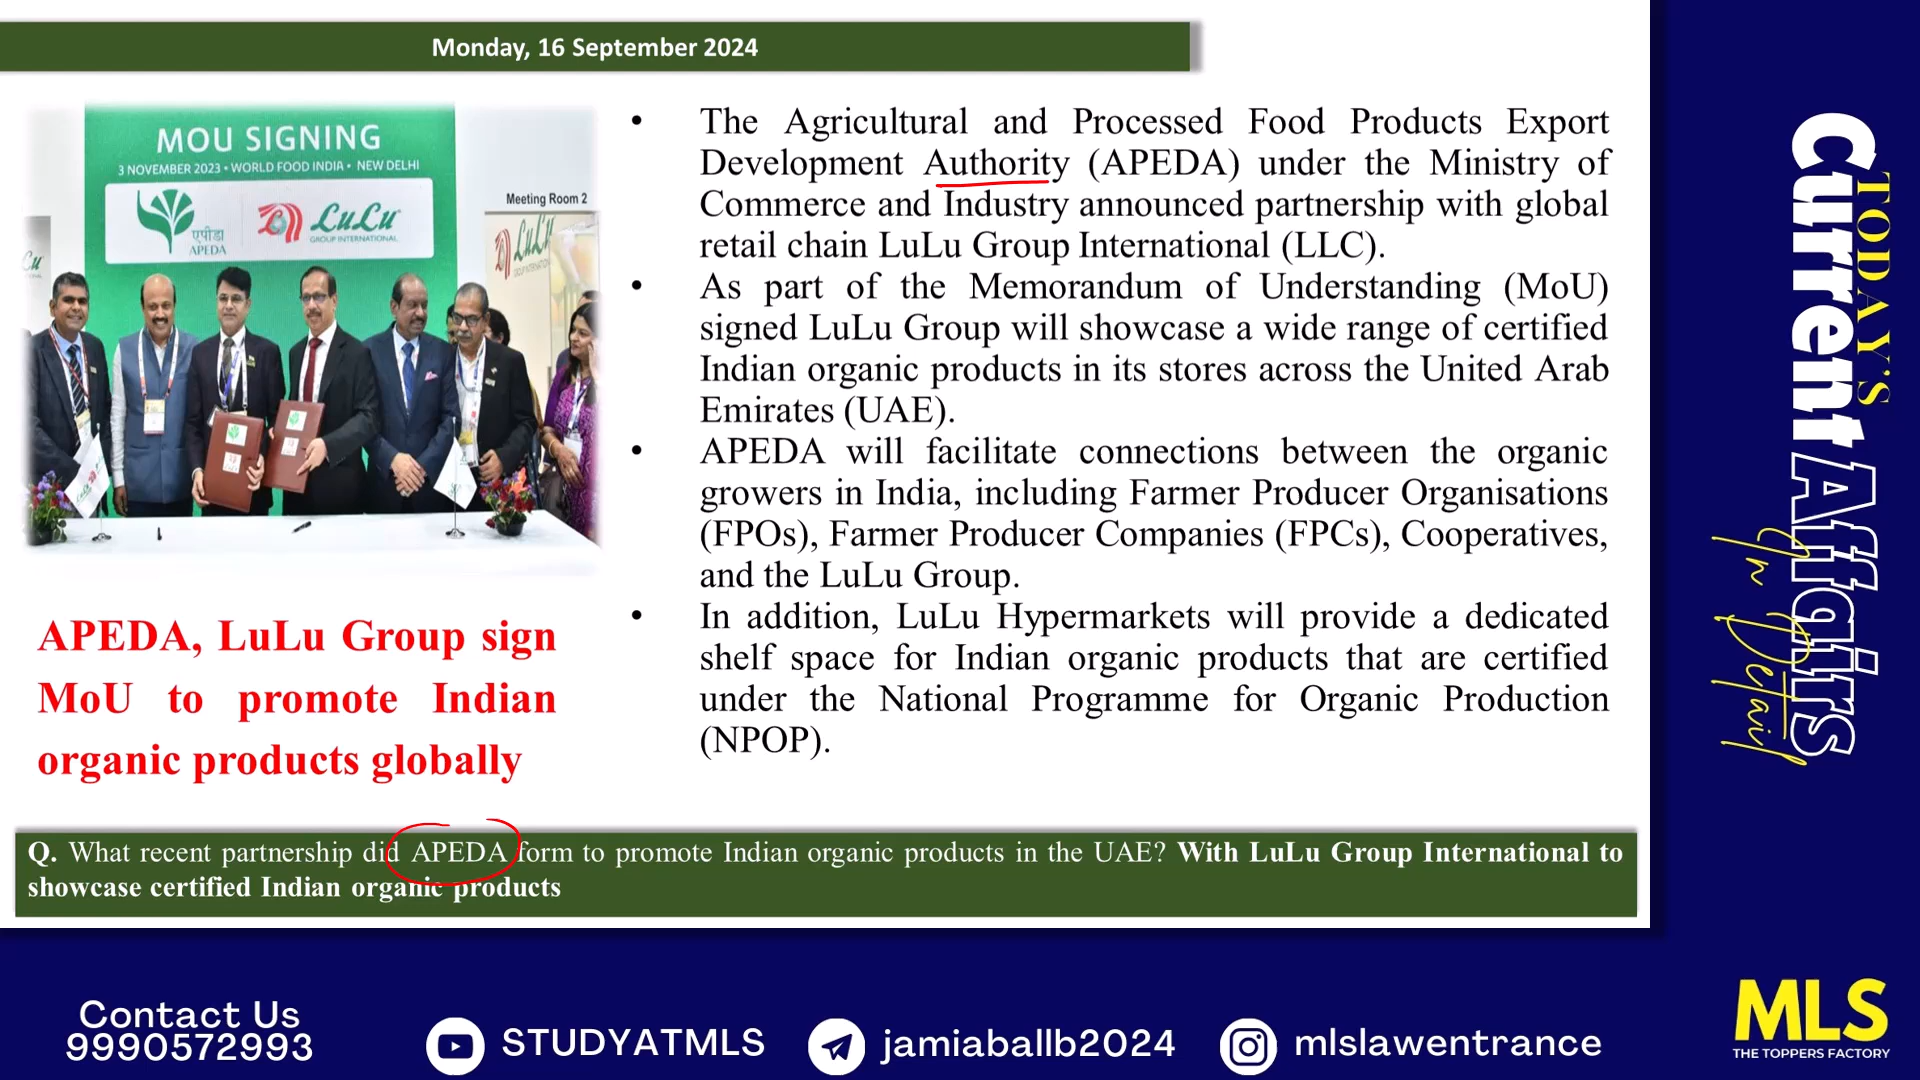 Monday, 16 September 2024
MOU SIGNING
3 NOVEMBER 2023 • WORLD FOOD INDIA • NEW DELHI
एपीडा
APEDA
LuLu
GROUP INTERNATIONAL
Meeting Room 2
LuLu
APEDA, LuLu Group sign
MoU to promote Indian
organic products globally
• The Agricultural and Processed Food Products Export
Development Authority (APEDA) under the Ministry of
Commerce and Industry announced partnership with global
retail chain LuLu Group International (LLC).
• As part of the Memorandum of Understanding (MoU)
signed LuLu Group will showcase a wide range of certified
Indian organic products in its stores across the United Arab
Emirates (UAE).
• APEDA will facilitate connections between the organic
growers in India, including Farmer Producer Organisations
(FPOs), Farmer Producer Companies (FPCs), Cooperatives,
and the LuLu Group.
• In addition, LuLu Hypermarkets will provide a dedicated
shelf space for Indian organic products that are certified
under the National Programme for Organic Production
(NPOP).
Q. What recent partnership did APEDA form to promote Indian organic products in the UAE? With LuLu Group International to
showcase certified Indian organic products
TODAY'S
Current Affairs
In Detail
Contact Us
9990572993
STUDYATMLS
jamiaballb2024
mlslawentrance
MLS
THE TOPPERS FACTORY